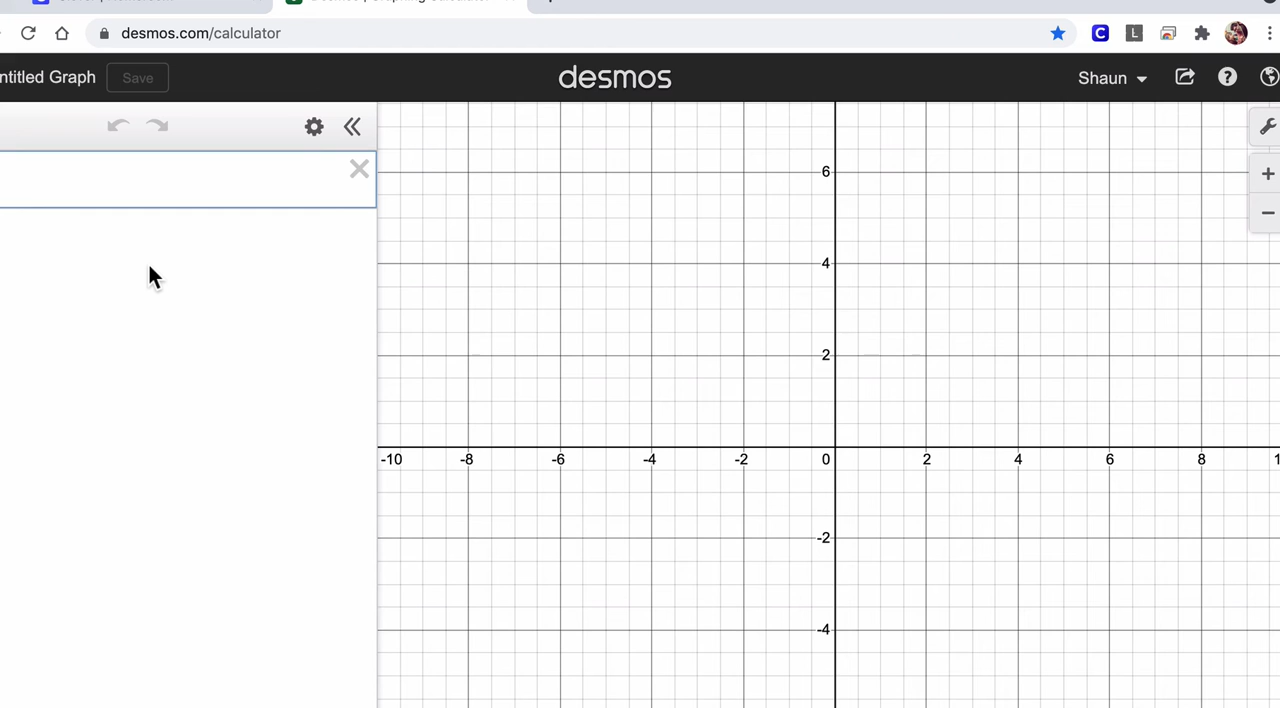 desmos.com/calculator
C L
ntitled Graph Save desmos Shaun ?
6
4
2
-10 -8 -6 -4 -2 0 2 4 6 8 1
-2
-4